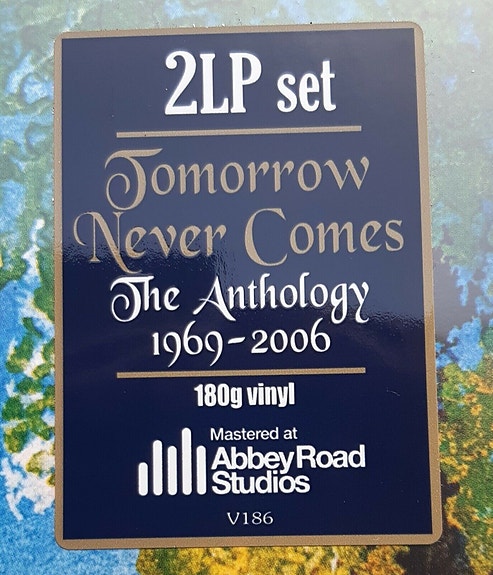 2LP set
Tomorrow
Never Comes
The Anthology
1969-2006
180g vinyl
Mastered at
Abbey Road
Studios
V186